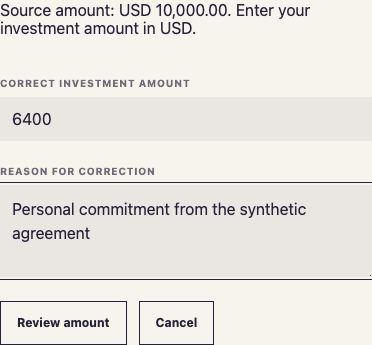 Source amount: USD 10,000.00. Enter your
investment amount in USD.
CORRECT INVESTMENT AMOUNT
6400
REASON FOR CORRECTION
Personal commitment from the synthetic
agreement
Review amount
Cancel